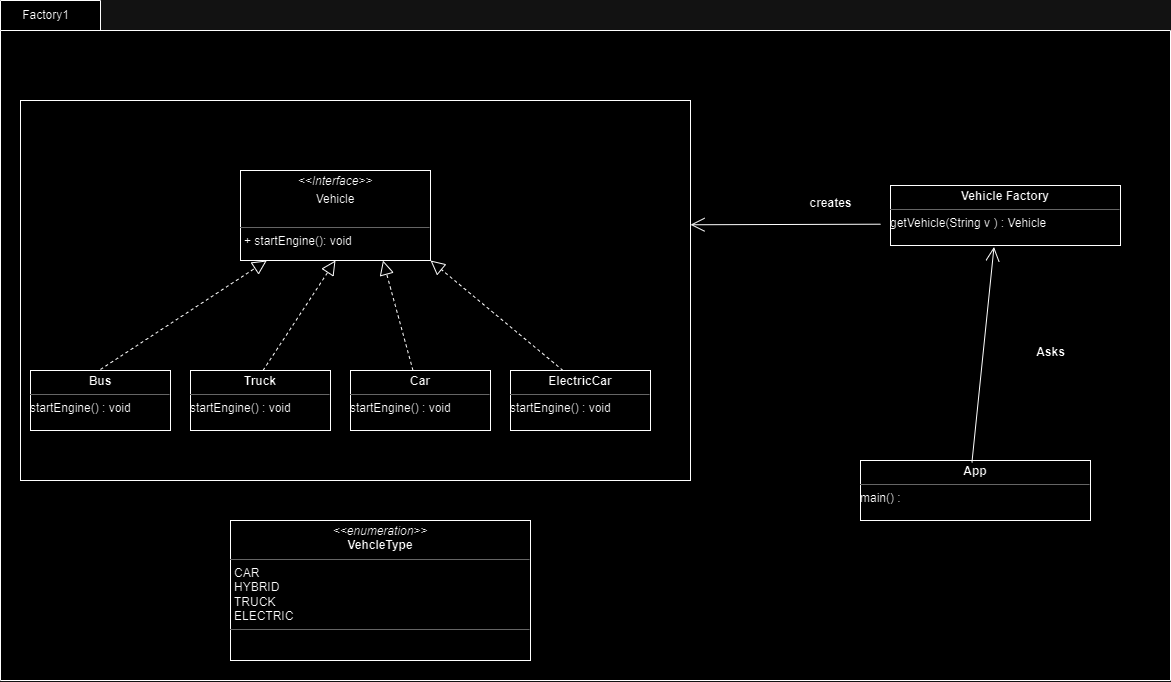 Factory1
<<Interface>>
Vehicle
+ startEngine(): void
creates
Vehicle Factory
getVehicle(String v ) : Vehicle
Asks
Bus
startEngine() : void
Truck
startEngine() : void
Car
startEngine() : void
ElectricCar
startEngine() : void
App
main() :
<<enumeration>>
VehcleType
CAR
HYBRID
TRUCK
ELECTRIC